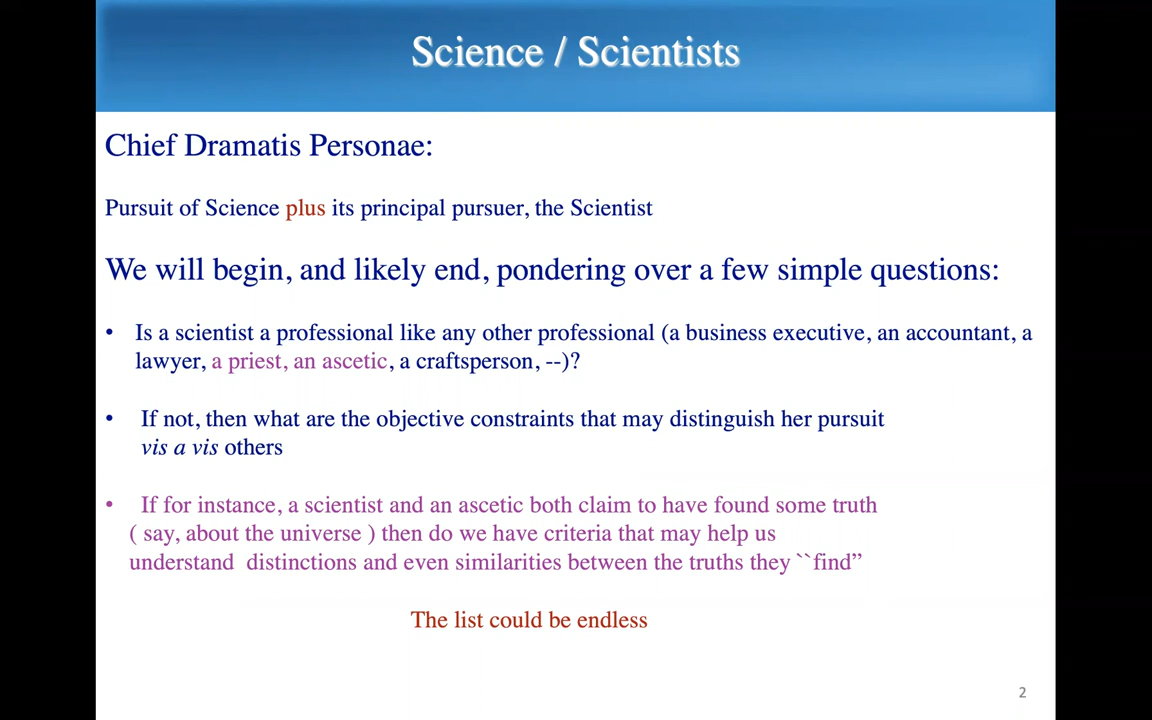 Science / Scientists
Chief Dramatis Personae:
Pursuit of Science plus its principal pursuer, the Scientist
We will begin, and likely end, pondering over a few simple questions:
• Is a scientist a professional like any other professional (a business executive, an accountant, a
lawyer, a priest, an ascetic, a craftsperson, --)?
• If not, then what are the objective constraints that may distinguish her pursuit
vis a vis others
• If for instance, a scientist and an ascetic both claim to have found some truth
( say, about the universe ) then do we have criteria that may help us
understand distinctions and even similarities between the truths they ``find”
The list could be endless
2